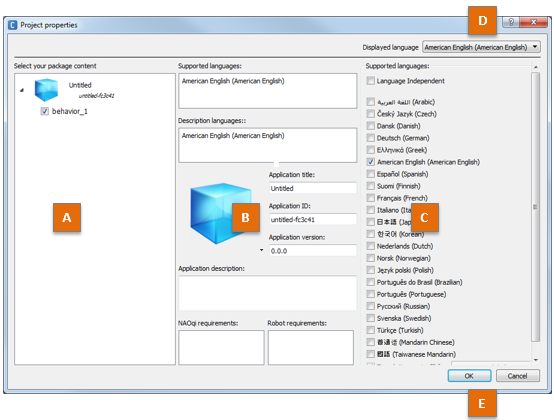 D
Project properties
Displayed language American English (American English)
Select your package content
Untitled
untitled-fc3c41
behavior_1
A
Supported languages:
American English (American English)
Description languages::
American English (American English)
B
Application title:
Untitled
Application ID:
untitled-fc3c41
Application version:
0.0.0
Application description:
NAOqi requirements:
Robot requirements:
Supported languages:
Language Independent
اللغة العربية (Arabic)
Český Jazyk (Czech)
Dansk (Danish)
Deutsch (German)
Ελληνικά (Greek)
American English (American English)
Español (Spanish)
Suomi (Finnish)
Français (French)
Italiano
日本語
한국어 (Korean)
Nederlands (Dutch)
Norsk (Norwegian)
Język polski (Polish)
Português do Brasil (Brazilian)
Português (Portuguese)
Русский (Russian)
Svenska (Swedish)
Türkçe (Turkish)
普通话 (Mandarin Chinese)
國語 (Taiwanese Mandarin)
C
OK
Cancel
E